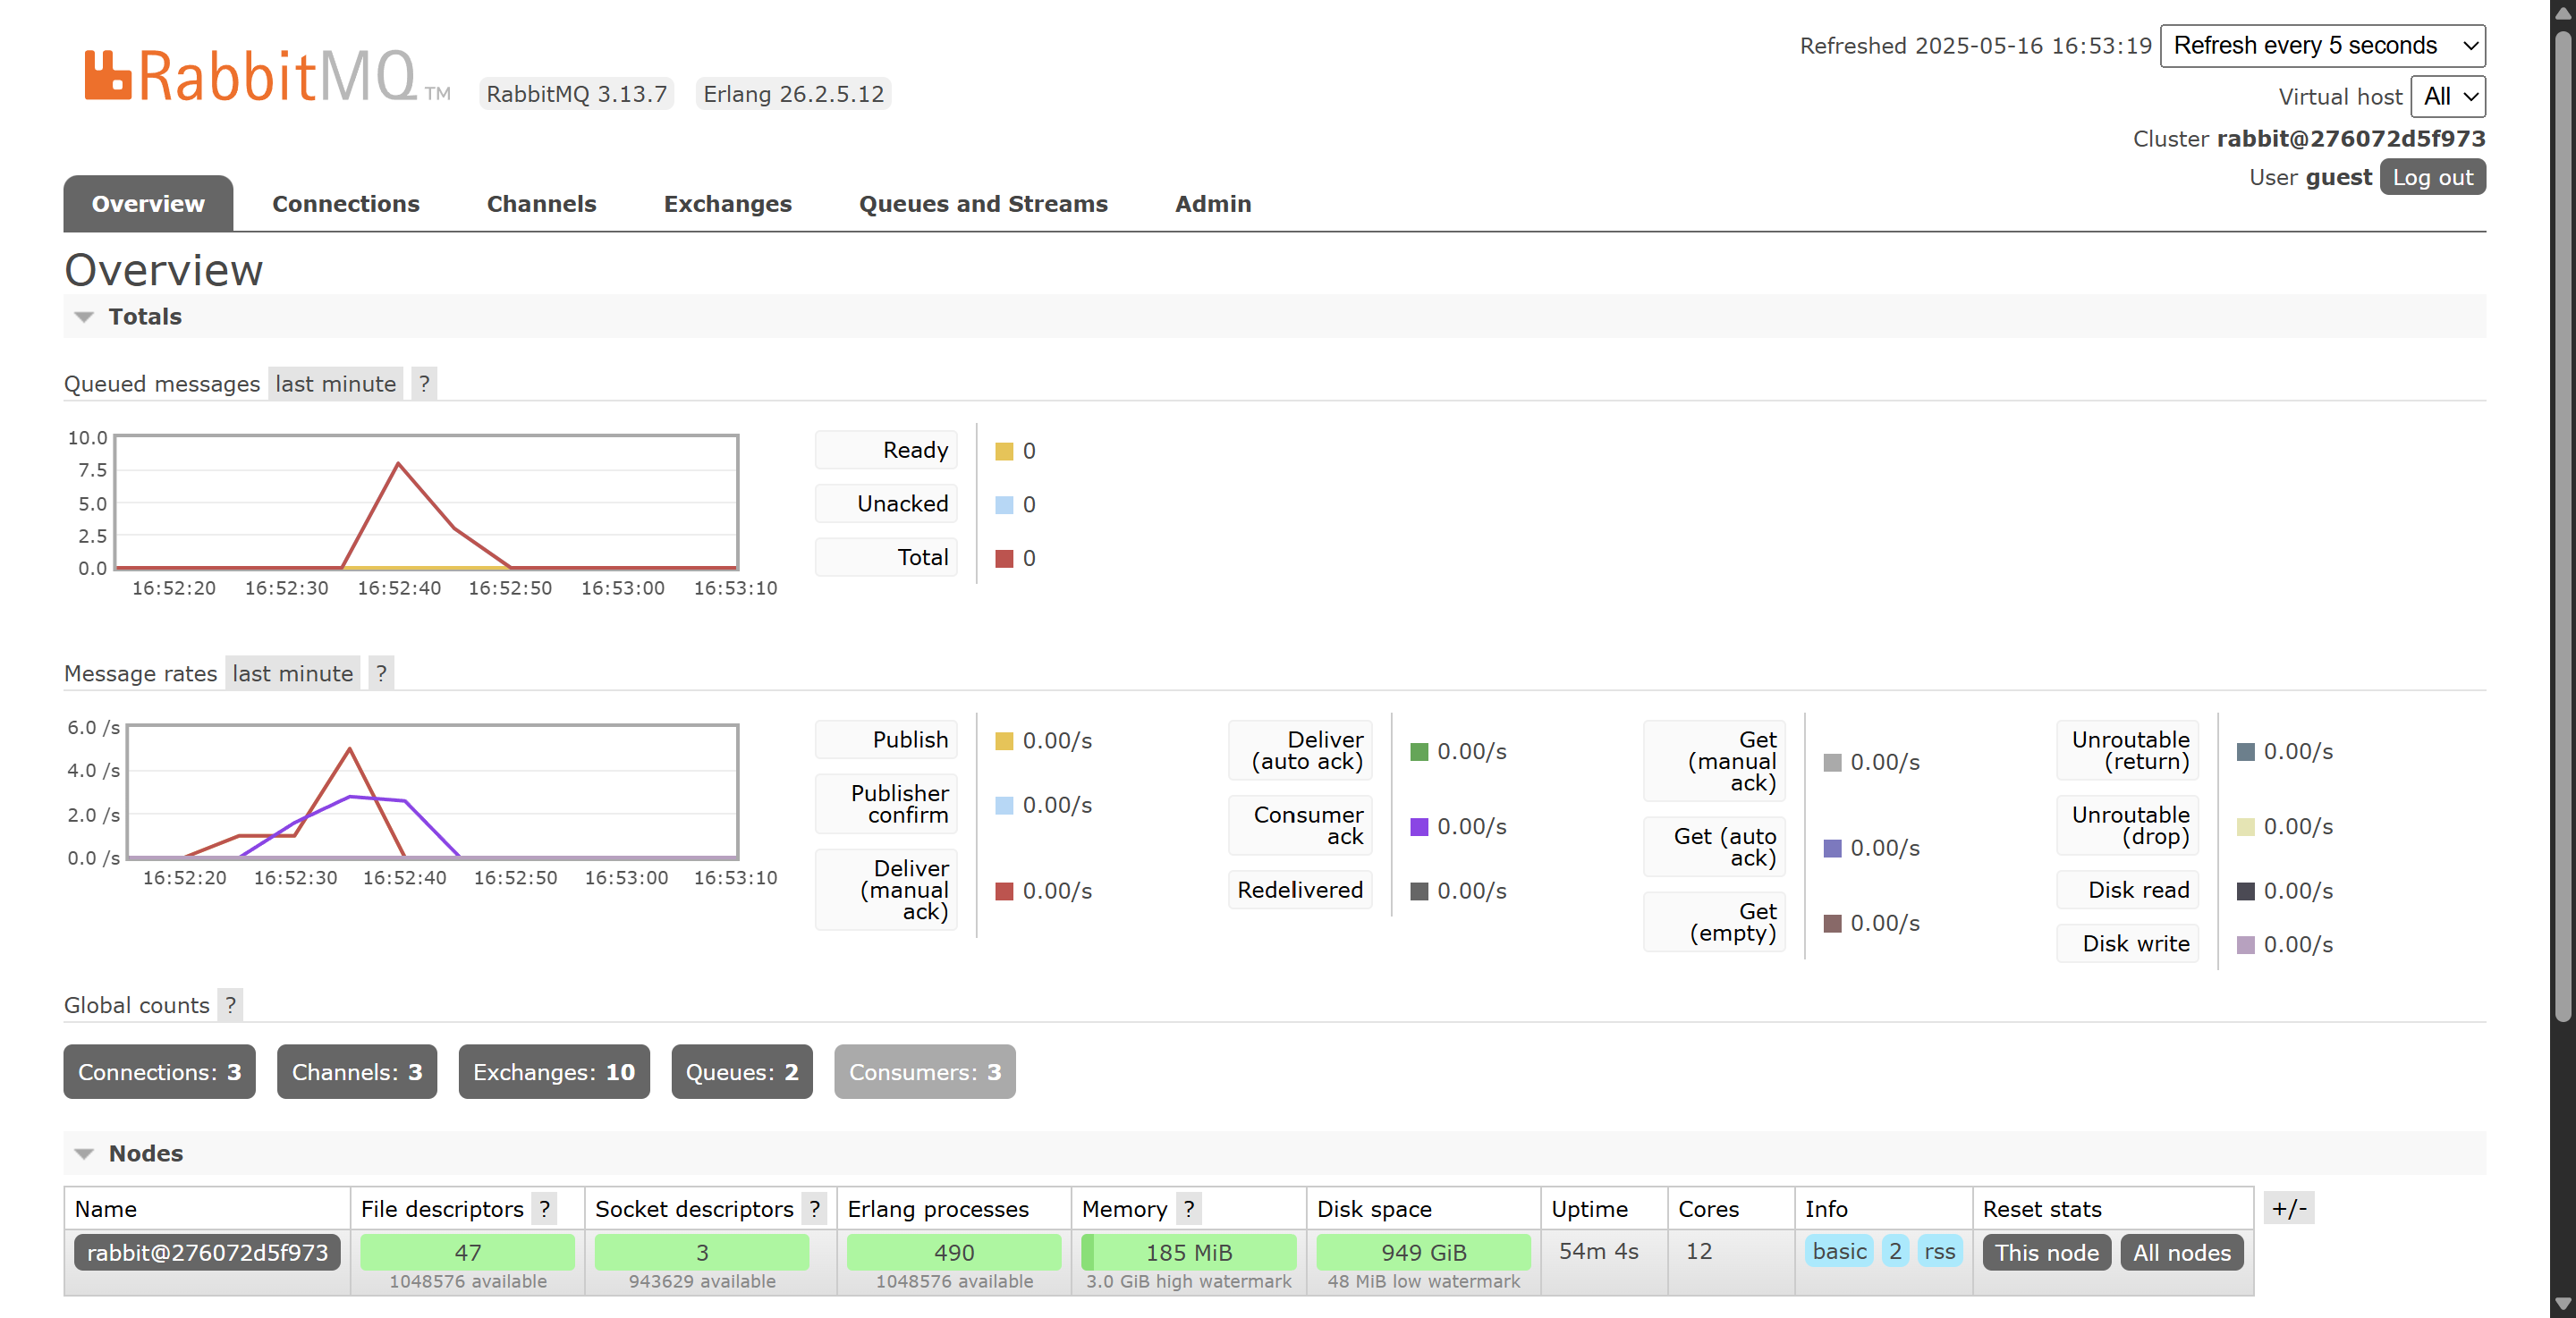 RabbitMQ TM
RabbitMQ 3.13.7 Erlang 26.2.5.12
Refreshed 2025-05-16 16:53:19 Refresh every 5 seconds
Virtual host All
Cluster rabbit@276072d5f973
User guest Log out
Overview Connections Channels Exchanges Queues and Streams Admin
Overview
Totals
Queued messages last minute ?
10.0
7.5
5.0
2.5
0.0
16:52:20 16:52:30 16:52:40 16:52:50 16:53:00 16:53:10
Ready 0
Unacked 0
Total 0
Message rates last minute ?
6.0 /s
4.0 /s
2.0 /s
0.0 /s
16:52:20 16:52:30 16:52:40 16:52:50 16:53:00 16:53:10
Publish 0.00/s
Publisher
confirm 0.00/s
Deliver
(manual
ack) 0.00/s
Deliver
(auto ack) 0.00/s
Consumer
ack 0.00/s
Redelivered 0.00/s
Get
(manual
ack) 0.00/s
Get (auto
ack) 0.00/s
Get
(empty) 0.00/s
Unroutable
(return) 0.00/s
Unroutable
(drop) 0.00/s
Disk read 0.00/s
Disk write 0.00/s
Global counts ?
Connections: 3 Channels: 3 Exchanges: 10 Queues: 2 Consumers: 3
Nodes
Name File descriptors ? Socket descriptors ? Erlang processes Memory ? Disk space Uptime Cores Info Reset stats +/-
rabbit@276072d5f973 47 3 490 185 MiB 949 GiB 54m 4s 12 basic 2 rss This node All nodes
1048576 available 943629 available 1048576 available 3.0 GiB high watermark 48 MiB low watermark